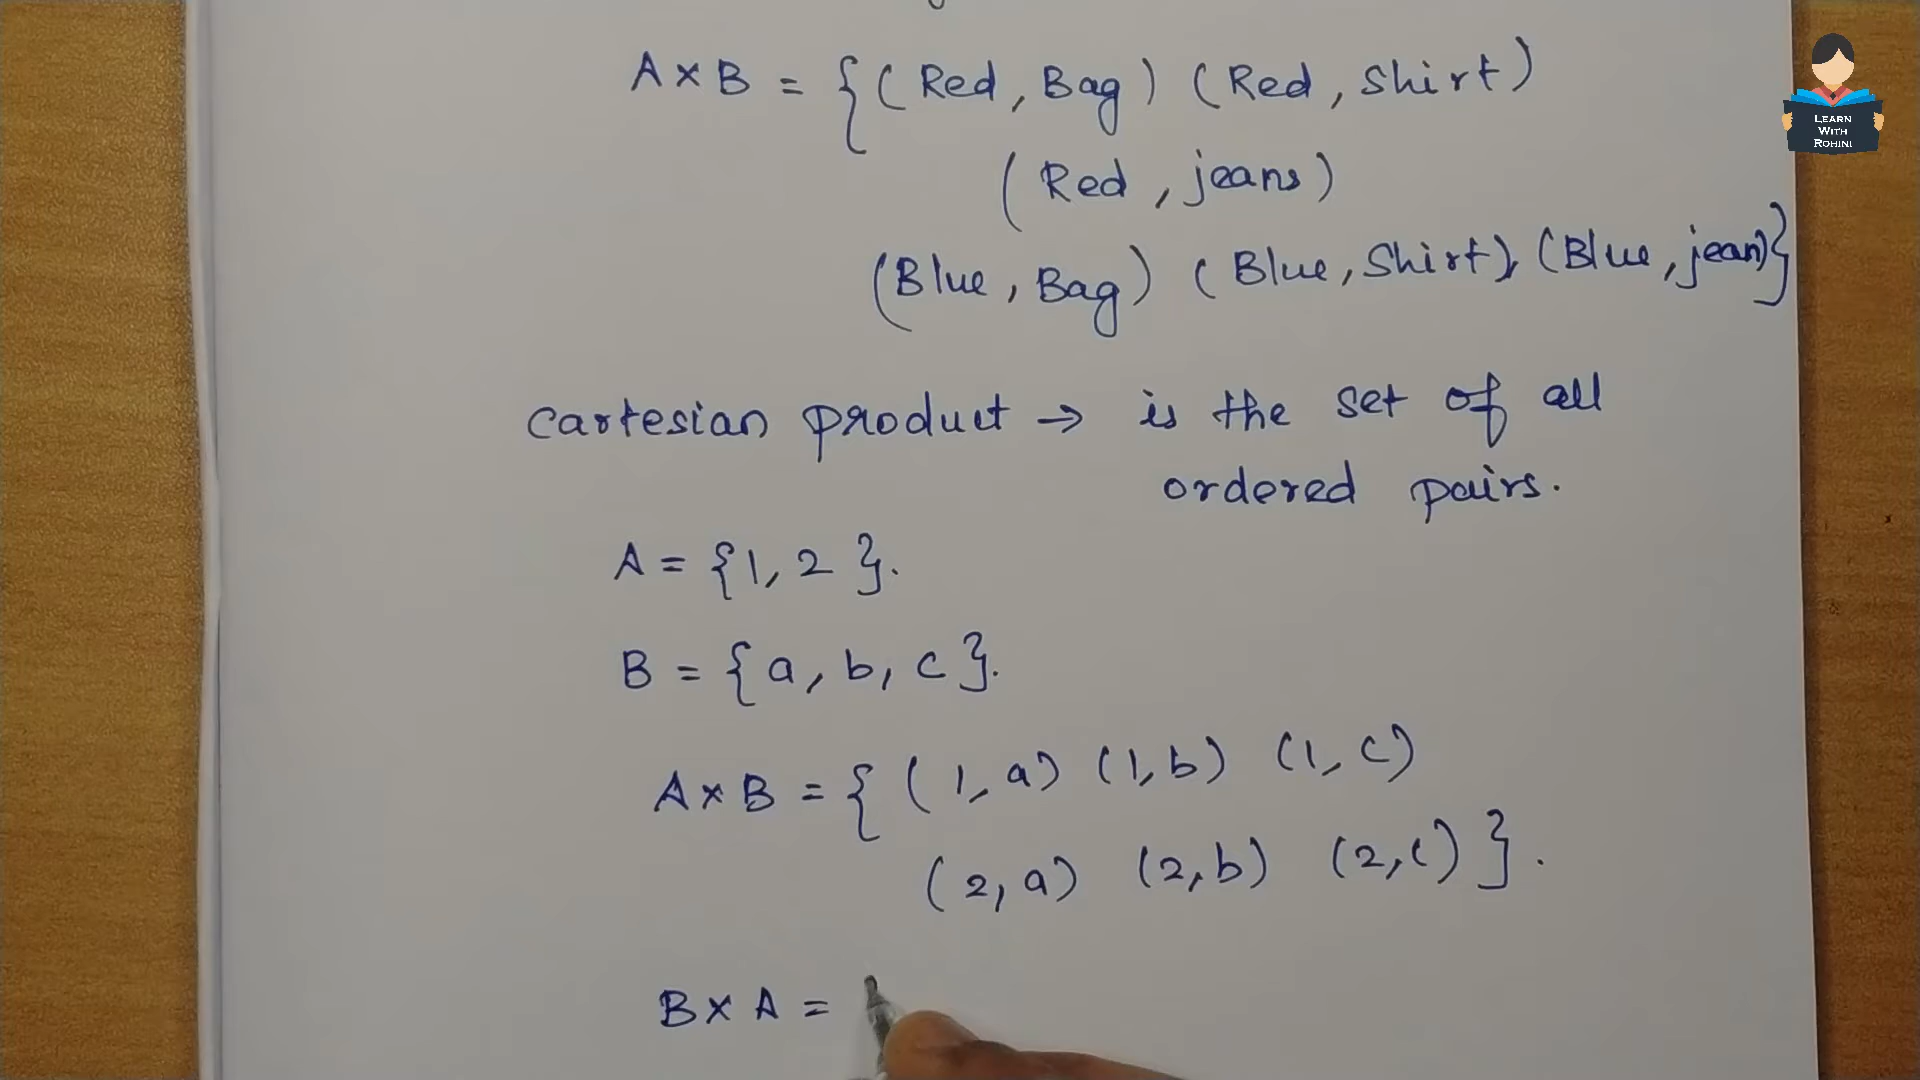 A × B = {(Red, Bag) (Red, Shirt)
(Red, jeans)
(Blue, Bag) (Blue, Shirt), (Blue, jean)}
Cartesian product → is the set of all
ordered pairs.
A = {1, 2}.
B = {a, b, c}.
A × B = {(1, a) (1, b) (1, c)
(2, a) (2, b) (2, c)}.
B × A =
LEARN
WITH
ROHINI